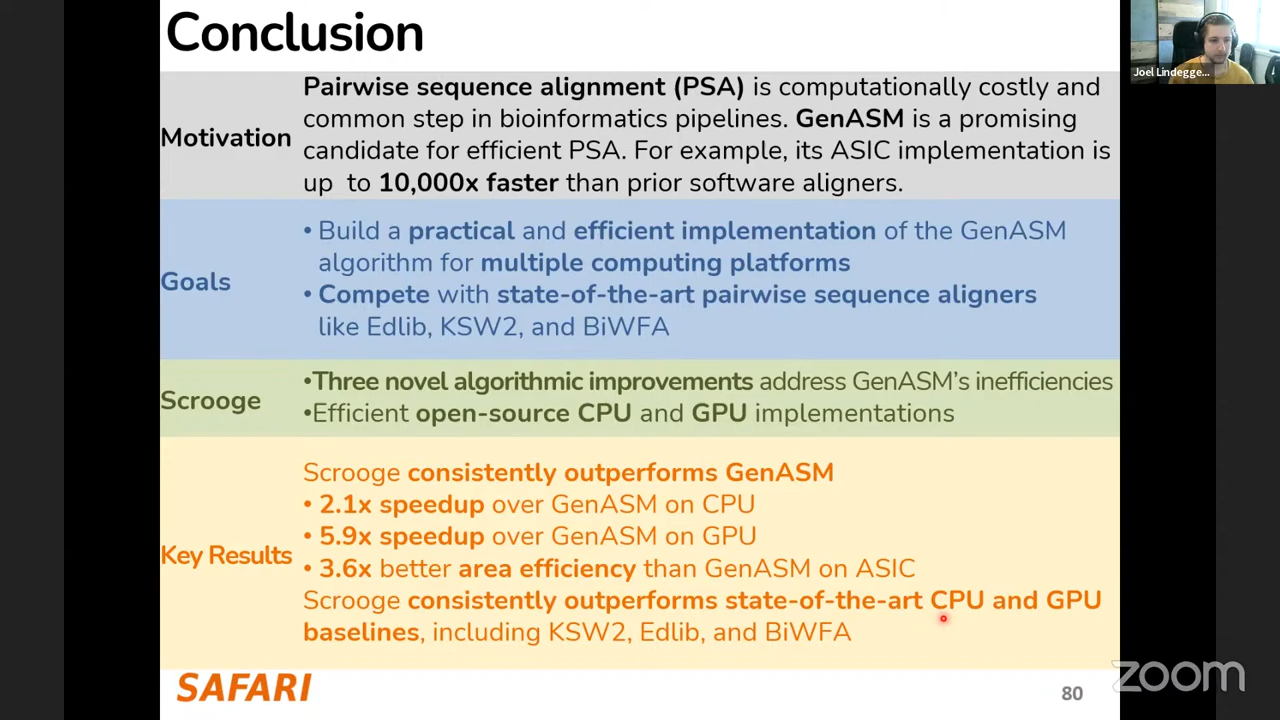 Conclusion
Motivation
Pairwise sequence alignment (PSA) is computationally costly and
common step in bioinformatics pipelines. GenASM is a promising
candidate for efficient PSA. For example, its ASIC implementation is
up to 10,000x faster than prior software aligners.
Goals
• Build a practical and efficient implementation of the GenASM
algorithm for multiple computing platforms
• Compete with state-of-the-art pairwise sequence aligners
like Edlib, KSW2, and BiWFA
Scrooge
•Three novel algorithmic improvements address GenASM’s inefficiencies
•Efficient open-source CPU and GPU implementations
Key Results
Scrooge consistently outperforms GenASM
• 2.1x speedup over GenASM on CPU
• 5.9x speedup over GenASM on GPU
• 3.6x better area efficiency than GenASM on ASIC
Scrooge consistently outperforms state-of-the-art CPU and GPU
baselines, including KSW2, Edlib, and BiWFA
SAFARI
80
Joel Lindegge...
zoom